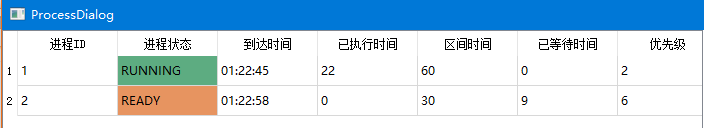 ProcessDialog
进程ID 进程状态 到达时间 已执行时间 区间时间 已等待时间 优先级
1 1 RUNNING 01:22:45 22 60 0 2
2 2 READY 01:22:58 0 30 9 6